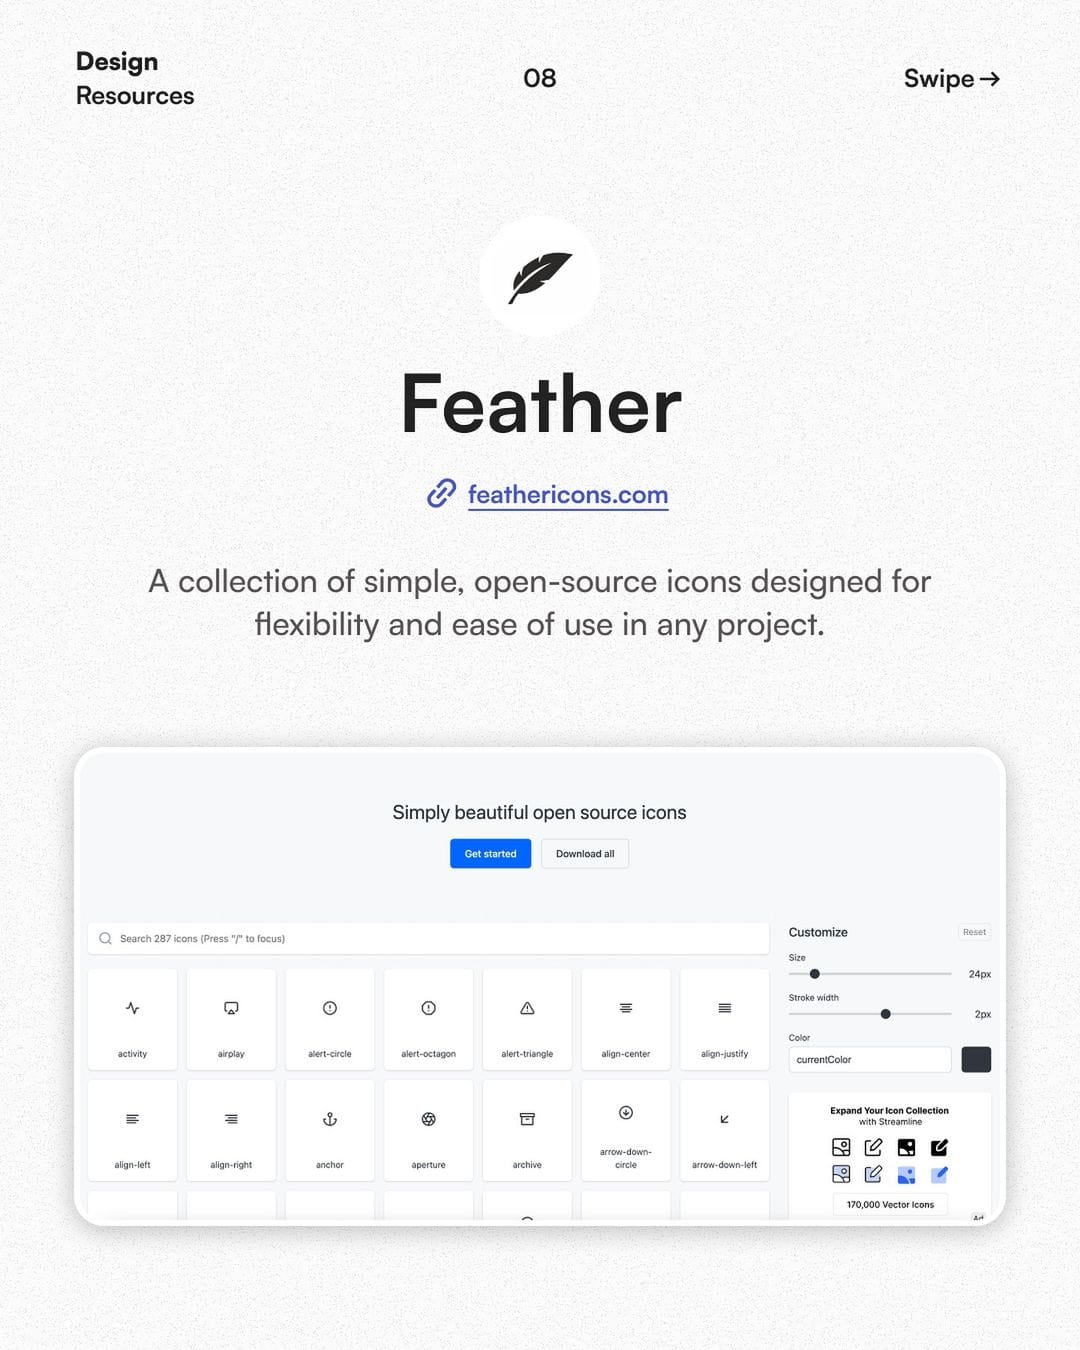 Design
Resources
08
Swipe →
Feather
feathericons.com
A collection of simple, open-source icons designed for
flexibility and ease of use in any project.
Simply beautiful open source icons
Get started
Download all
Search 287 icons (Press "/" to focus)
activity
airplay
alert-circle
alert-octagon
alert-triangle
align-center
align-justify
align-left
align-right
anchor
aperture
archive
arrow-down-
circle
arrow-down-left
Customize
Reset
Size
24px
Stroke width
2px
Color
currentColor
Expand Your Icon Collection
with Streamline
170,000 Vector Icons
Ad